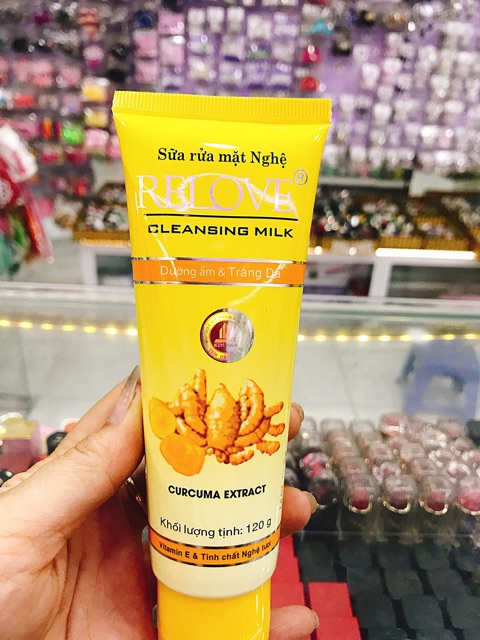 Sữa rửa mặt Nghệ
RELOVE®
CLEANSING MILK
Dưỡng ẩm & Trắng Da
CURCUMA EXTRACT
Khối lượng tịnh: 120 g
Vitamin E & Tinh chất Nghệ tươi